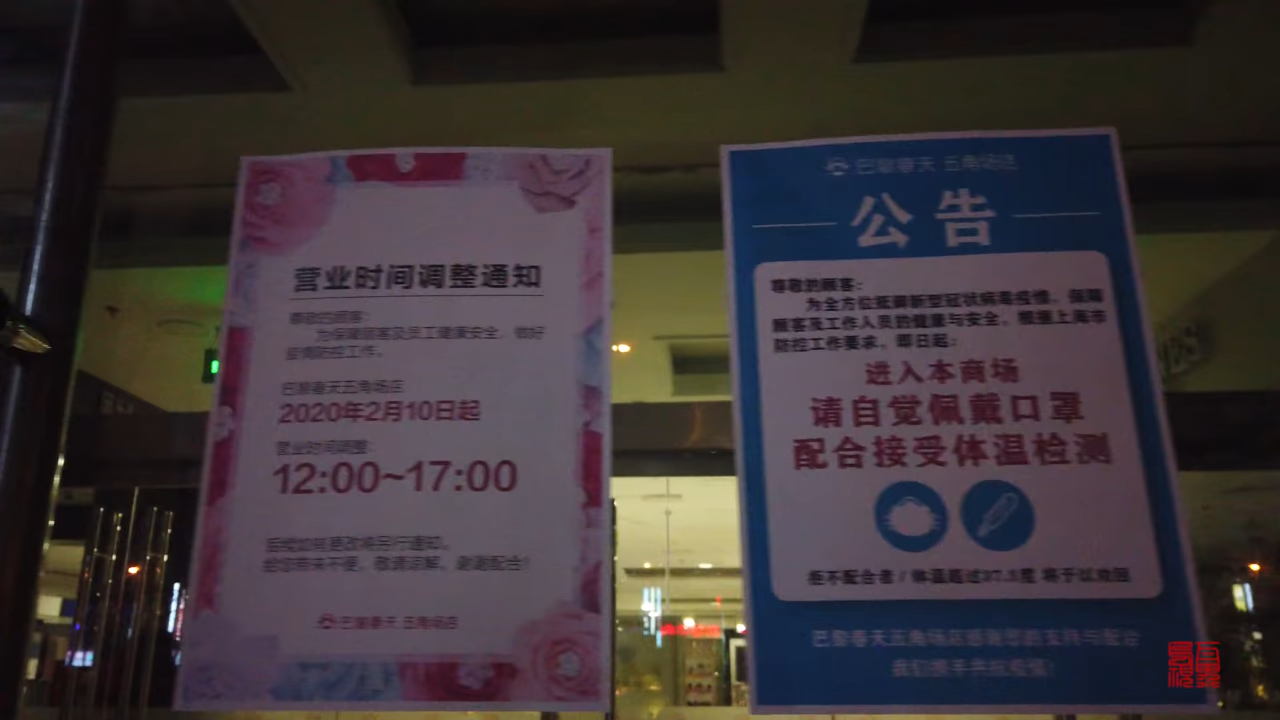 营业时间调整通知
尊敬的顾客:
为保障顾客及员工健康安全，做好
疫情防控工作。
巴黎春天五角场店
2020年2月10日起
营业时间调整:
12:00~17:00
后续如有更改将另行通知。
给您带来不便，敬请谅解，谢谢配合!
巴黎春天 五角场店
巴黎春天 五角场店
公告
尊敬的顾客:
为全方位抵御新型冠状病毒疫情，保障
顾客及工作人员的健康与安全，根据上海市
防控工作要求，即日起:
进入本商场
请自觉佩戴口罩
配合接受体温检测
拒不配合者 / 体温超过37.3度 将予以劝回
巴黎春天五角场店感谢您的支持与配合
我们携手共抗疫情!